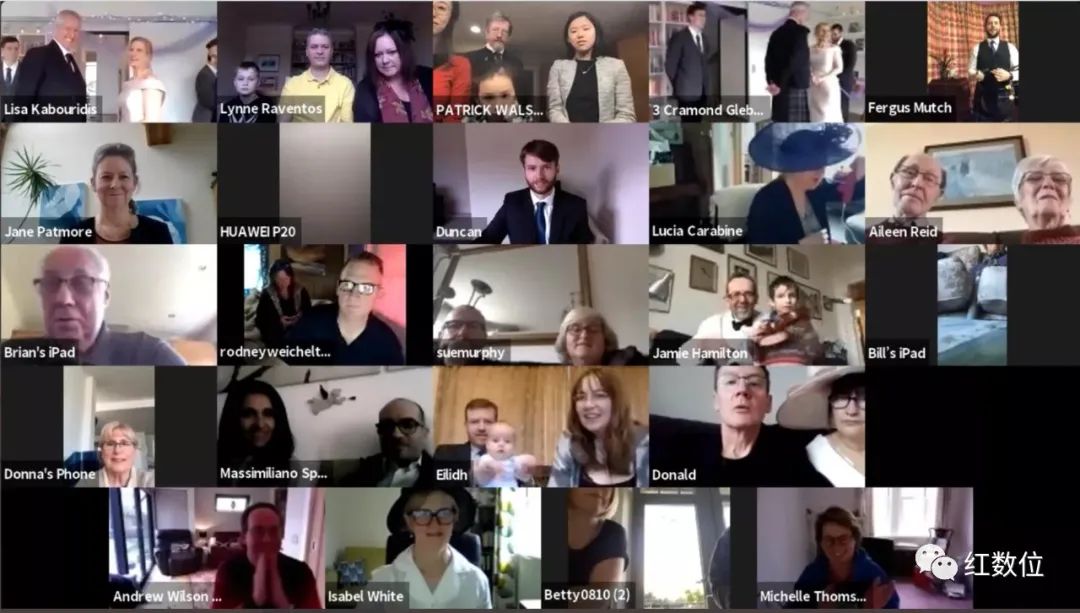 Lisa Kabouridis
Lynne Raventos
PATRICK WALS...
3 Cramond Gleb...
Fergus Mutch
Jane Patmore
HUAWEI P20
Duncan
Lucia Carabine
Aileen Reid
Brian's iPad
rodneyweichelt...
suemurphy
Jamie Hamilton
Bill's iPad
Donna's Phone
Massimiliano Sp...
Eilidh
Donald
Andrew Wilson ...
Isabel White
Betty0810 (2)
Michelle Thoms...
红数位